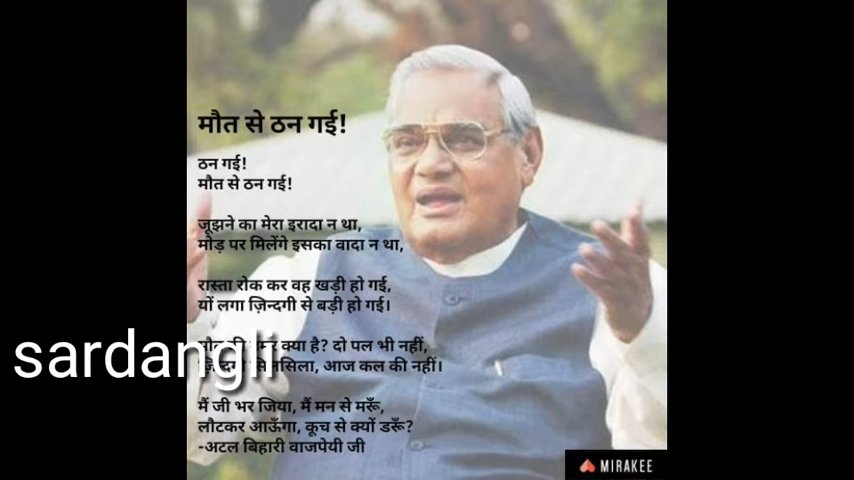 मौत से ठन गई!
ठन गई!
मौत से ठन गई!
जूझने का मेरा इरादा न था,
मोड़ पर मिलेंगे इसका वादा न था,
रास्ता रोक कर वह खड़ी हो गई,
यों लगा ज़िन्दगी से बड़ी हो गई।
क्या है? दो पल भी नहीं,
आज कल की नहीं।
मैं जी भर जिया, मैं मन से मरूँ,
लौटकर आऊँगा, कूच से क्यों डरूँ?
-अटल बिहारी वाजपेयी जी
sardangli
MIRAKEE